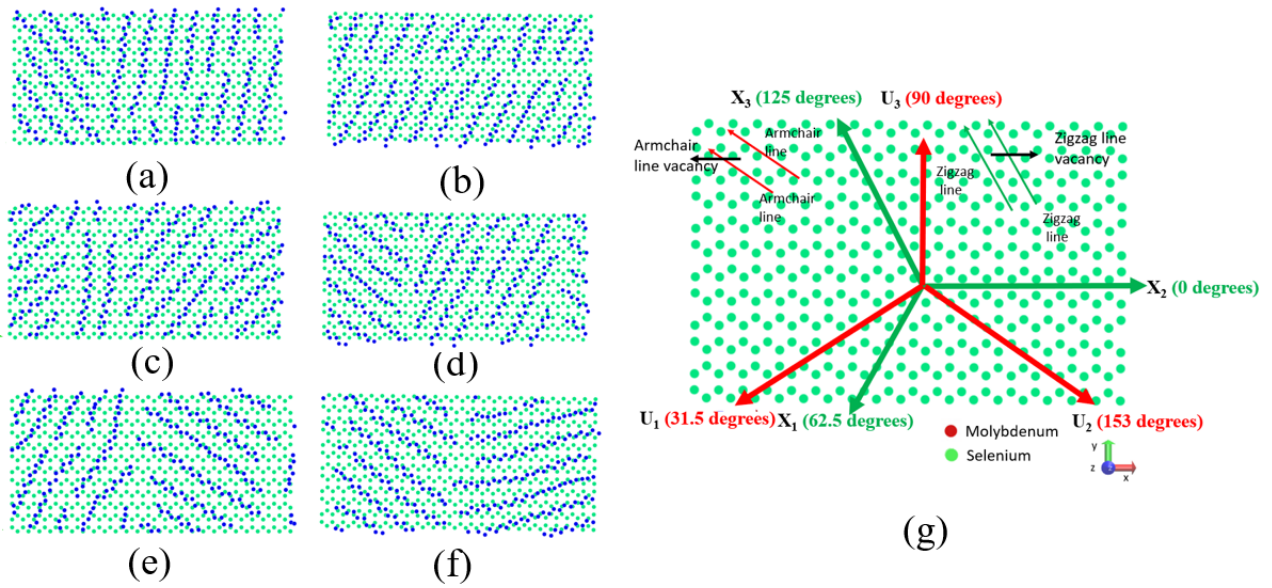 (a)
(b)
(c)
(d)
(e)
(f)
X3 (125 degrees)
U3 (90 degrees)
Armchair
line vacancy
Armchair
line
Armchair
line
Zigzag
line
Zigzag line
vacancy
Zigzag
line
X2 (0 degrees)
U1 (31.5 degrees)
X1 (62.5 degrees)
U2 (153 degrees)
Molybdenum
Selenium
y
z
x
(g)